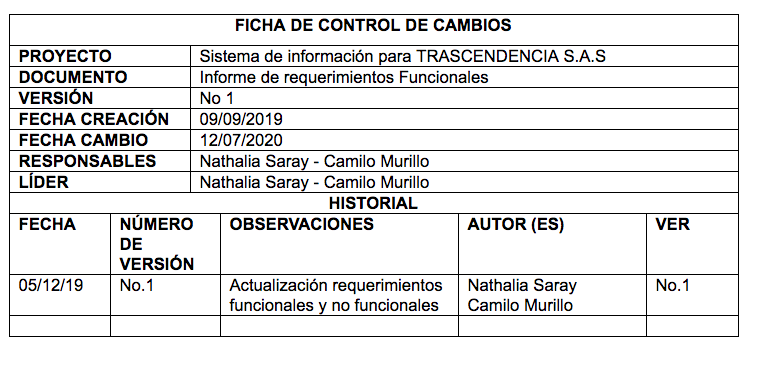 FICHA DE CONTROL DE CAMBIOS
PROYECTO Sistema de información para TRASCENDENCIA S.A.S
DOCUMENTO Informe de requerimientos Funcionales
VERSIÓN No 1
FECHA CREACIÓN 09/09/2019
FECHA CAMBIO 12/07/2020
RESPONSABLES Nathalia Saray - Camilo Murillo
LÍDER Nathalia Saray - Camilo Murillo
HISTORIAL
FECHA NÚMERO DE VERSIÓN OBSERVACIONES AUTOR (ES) VER
05/12/19 No.1 Actualización requerimientos funcionales y no funcionales Nathalia Saray Camilo Murillo No.1